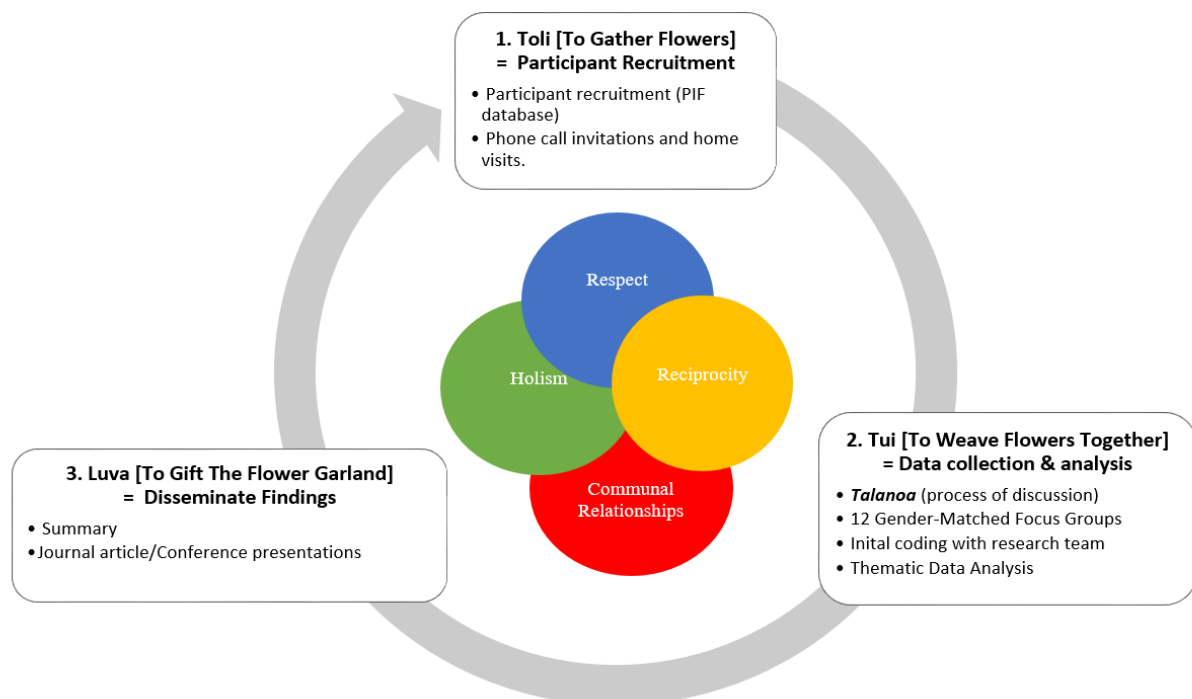 1. Toli [To Gather Flowers]
= Participant Recruitment
• Participant recruitment (PIF
database)
• Phone call invitations and home
visits.
Respect
Holism
Reciprocity
Communal
Relationships
2. Tui [To Weave Flowers Together]
= Data collection & analysis
• Talanoa (process of discussion)
• 12 Gender-Matched Focus Groups
• Inital coding with research team
• Thematic Data Analysis
3. Luva [To Gift The Flower Garland]
= Disseminate Findings
• Summary
• Journal article/Conference presentations